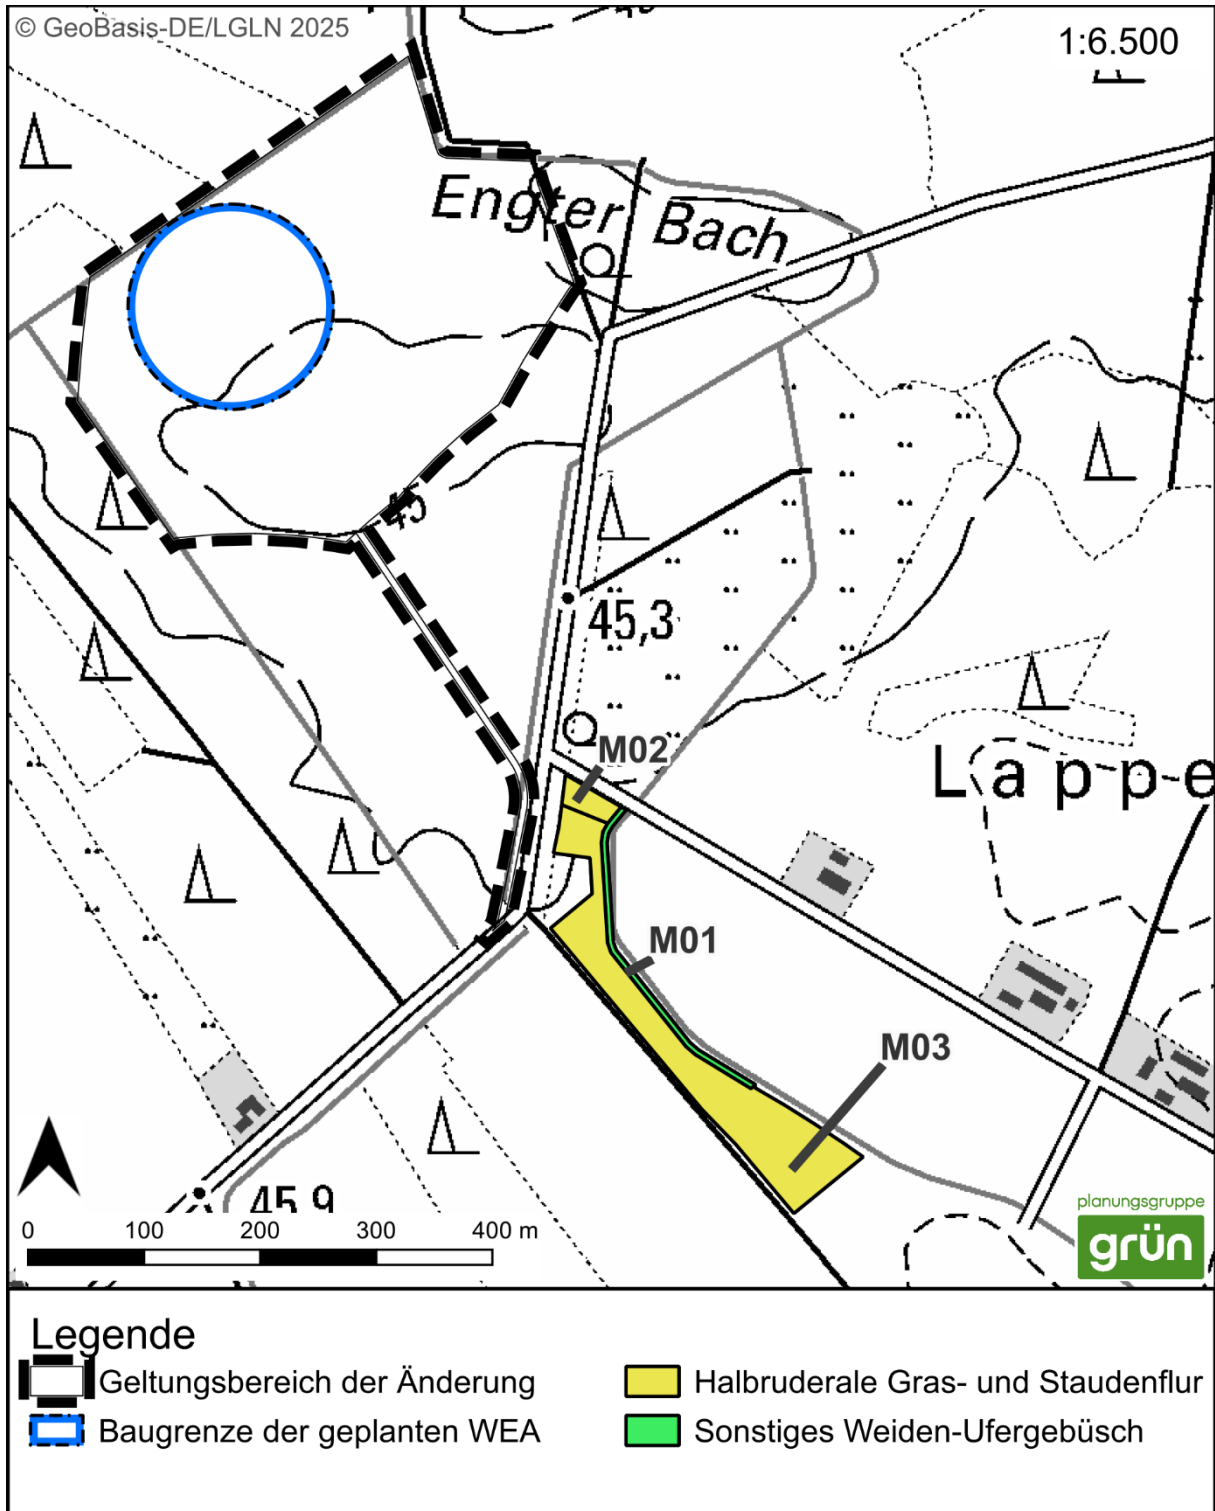 © GeoBasis-DE/LGLN 2025
1:6.500
Engter Bach
45
45,3
M02
Lappe
M01
M03
45,9
0 100 200 300 400 m
planungsgruppe
grün
Legende
Geltungsbereich der Änderung
Baugrenze der geplanten WEA
Halbruderale Gras- und Staudenflur
Sonstiges Weiden-Ufergebüsch